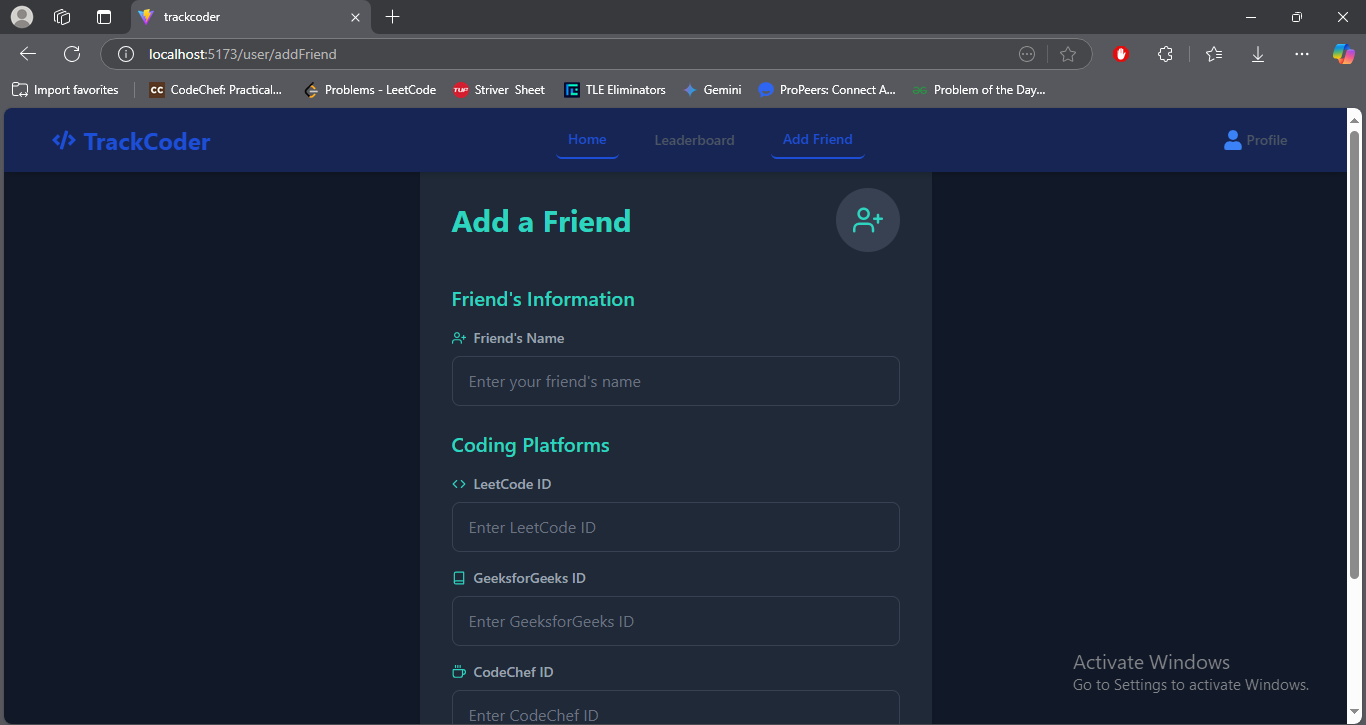 trackcoder
localhost:5173/user/addFriend
Import favorites
CC CodeChef: Practical...
Problems - LeetCode
TUF Striver Sheet
TLE Eliminators
Gemini
ProPeers: Connect A...
Problem of the Day...
</> TrackCoder
Home
Leaderboard
Add Friend
Profile
Add a Friend
Friend's Information
Friend's Name
Enter your friend's name
Coding Platforms
<> LeetCode ID
Enter LeetCode ID
GeeksforGeeks ID
Enter GeeksforGeeks ID
CodeChef ID
Enter CodeChef ID
Activate Windows
Go to Settings to activate Windows.